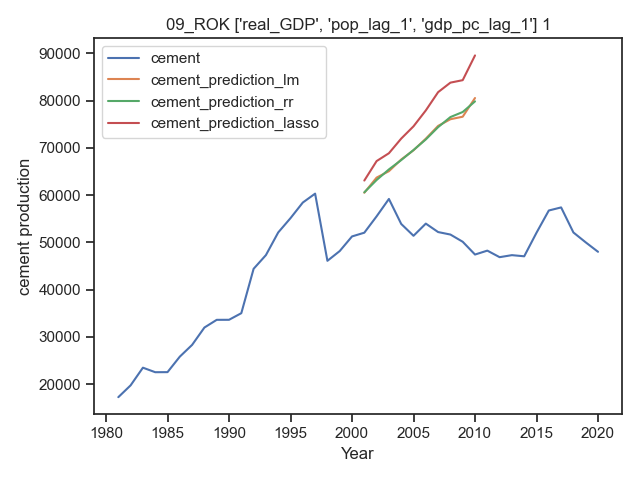 09_ROK ['real_GDP', 'pop_lag_1', 'gdp_pc_lag_1'] 1
cement
cement_prediction_lm
cement_prediction_rr
cement_prediction_lasso
cement production
90000
80000
70000
60000
50000
40000
30000
20000
1980 1985 1990 1995 2000 2005 2010 2015 2020
Year